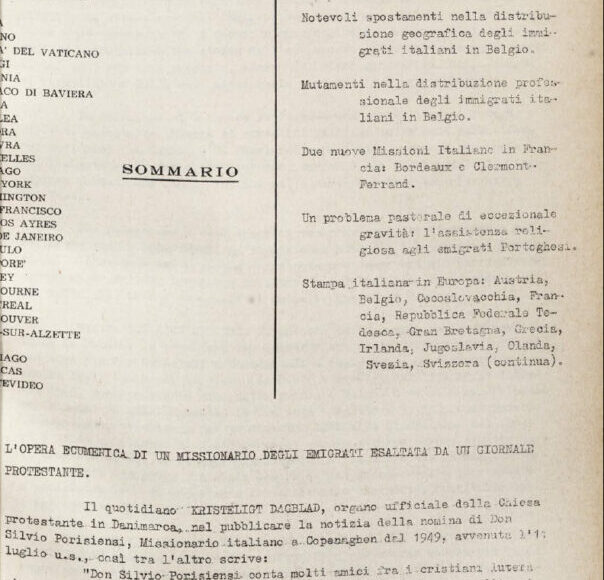 NO
A' DEL VATICANO
GI
NIA
ACO DI BAVIERA
A
LEA
RA
VRA
ELLES
AGO
YORK
HINGTON
FRANCISCO
OS AYRES
DE JANEIRO
ULO
ORE'
EY
OURNE
REAL
OUVER
-SUR-ALZETTE
IAGO
CAS
EVIDEO
SOMMARIO
Notevoli spostamenti nella distribu-
zione geografica degli immi-
grati italiani in Belgio.
Mutamenti nella distribuzione profes-
sionale degli immigrati ita-
liani in Belgio.
Due nuove Missioni Italiane in Fran-
cia: Bordeaux e Clermont-
Ferrand.
Un problema pastorale di eccezionale
gravità: l'assistenza reli-
giosa agli emigrati Portoghesi.
Stampa italiana in Europa: Austria,
Belgio, Cecoslovacchia, Fran-
cia, Repubblica Federale Te-
desca, Gran Bretagna, Grecia,
Irlanda, Jugoslavia, Olanda,
Svezia, Svizzera (continua).
L'OPERA ECUMENICA DI UN MISSIONARIO DEGLI EMIGRATI ESALTATA DA UN GIORNALE
PROTESTANTE.
Il quotidiano KRISTELIGT DAGBLAD, organo ufficiale della Chiesa
protestante in Danimarca, nel pubblicare la notizia della nomina di Don
Silvio Porisiensi, Missionario italiano a Copenaghen dal 1949, avvenuta
luglio u.s., così tra l'altro scrive:
"Don Silvio Porisiensi conta molti amici fra i cristiani lutera